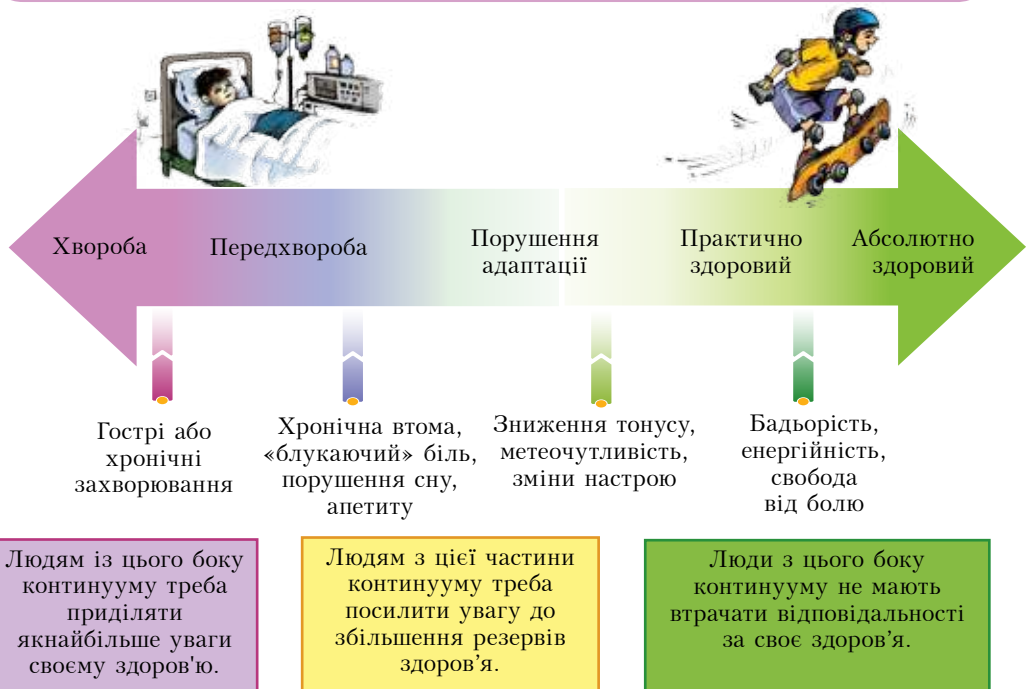 Хвороба
Передхвороба
Порушення
адаптації
Практично
здоровий
Абсолютно
здоровий
Гострі або
хронічні
захворювання
Хронічна втома,
«блукаючий» біль,
порушення сну,
апетиту
Зниження тонусу,
метеочутливість,
зміни настрою
Бадьорість,
енергійність,
свобода
від болю
Людям із цього боку
континууму треба
приділяти
якнайбільше уваги
своєму здоров'ю.
Людям з цієї частини
континууму треба
посилити увагу до
збільшення резервів
здоров’я.
Люди з цього боку
континууму не мають
втрачати відповідальності
за своє здоров’я.